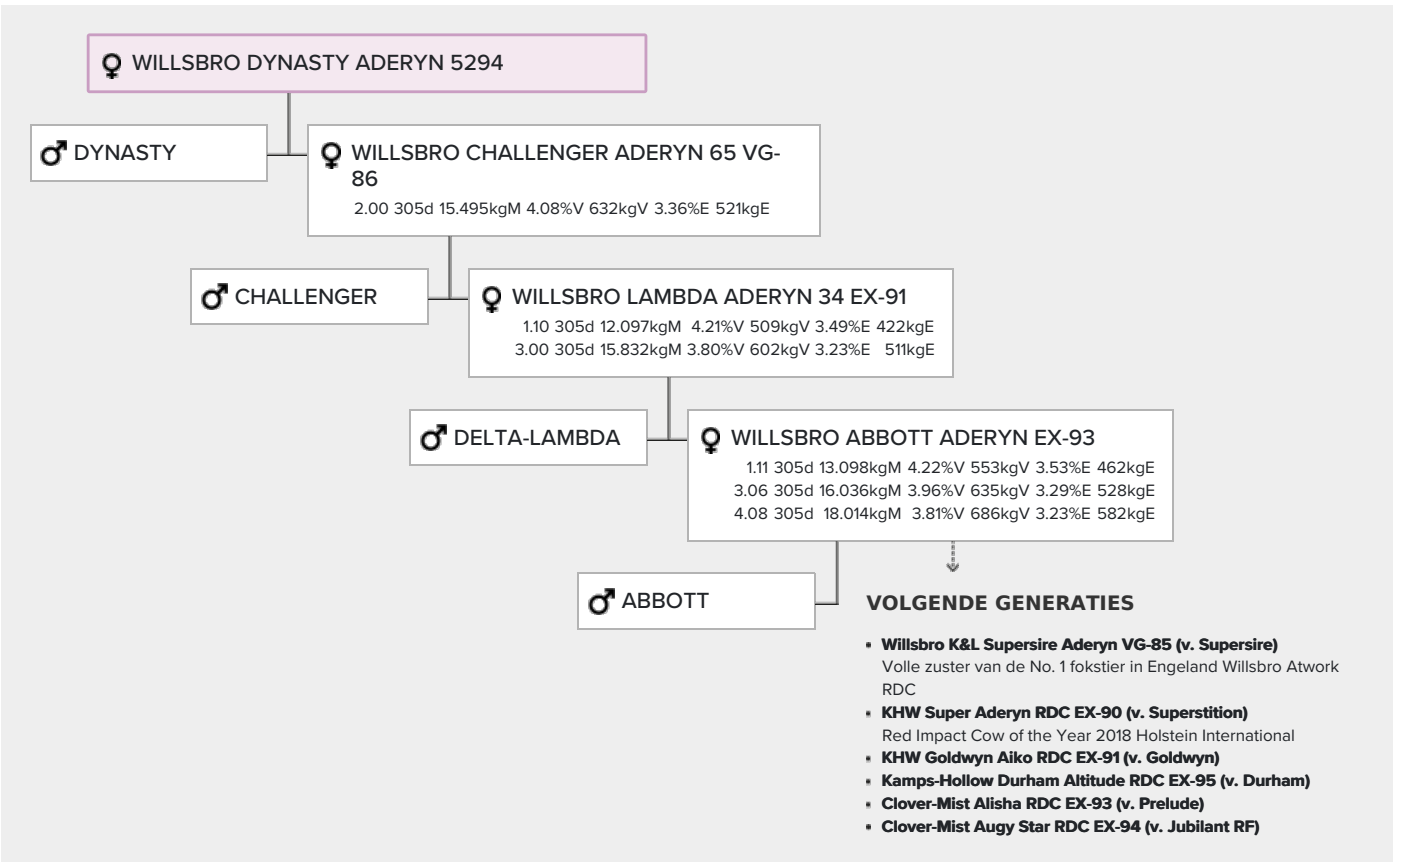 WILLSBRO DYNASTY ADERYN 5294
DYNASTY
WILLSBRO CHALLENGER ADERYN 65 VG-
86
2.00 305d 15.495kgM 4.08%V 632kgV 3.36%E 521kgE
CHALLENGER
WILLSBRO LAMBDA ADERYN 34 EX-91
1.10 305d 12.097kgM 4.21%V 509kgV 3.49%E 422kgE
3.00 305d 15.832kgM 3.80%V 602kgV 3.23%E 511kgE
DELTA-LAMBDA
WILLSBRO ABBOTT ADERYN EX-93
1.11 305d 13.098kgM 4.22%V 553kgV 3.53%E 462kgE
3.06 305d 16.036kgM 3.96%V 635kgV 3.29%E 528kgE
4.08 305d 18.014kgM 3.81%V 686kgV 3.23%E 582kgE
ABBOTT
VOLGENDE GENERATIES
• Willsbro K&L Supersire Aderyn VG-85 (v. Supersire)
Volle zuster van de No. 1 fokstier in Engeland Willsbro Atwork
RDC
• KHW Super Aderyn RDC EX-90 (v. Superstition)
Red Impact Cow of the Year 2018 Holstein International
• KHW Goldwyn Aiko RDC EX-91 (v. Goldwyn)
• Kamps-Hollow Durham Altitude RDC EX-95 (v. Durham)
• Clover-Mist Alisha RDC EX-93 (v. Prelude)
• Clover-Mist Augy Star RDC EX-94 (v. Jubilant RF)